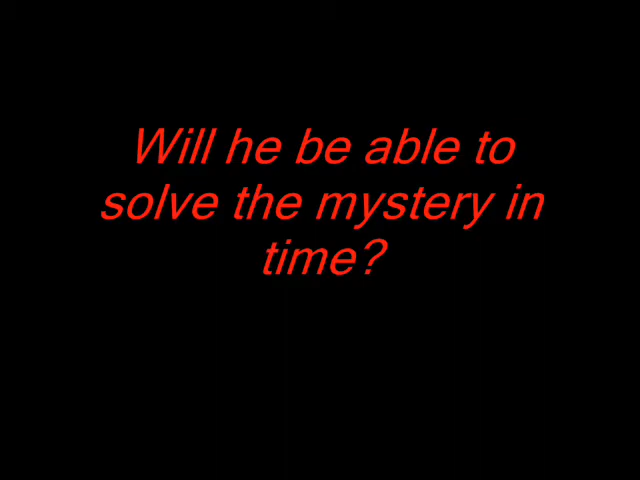 Will he be able to
solve the mystery in
time?